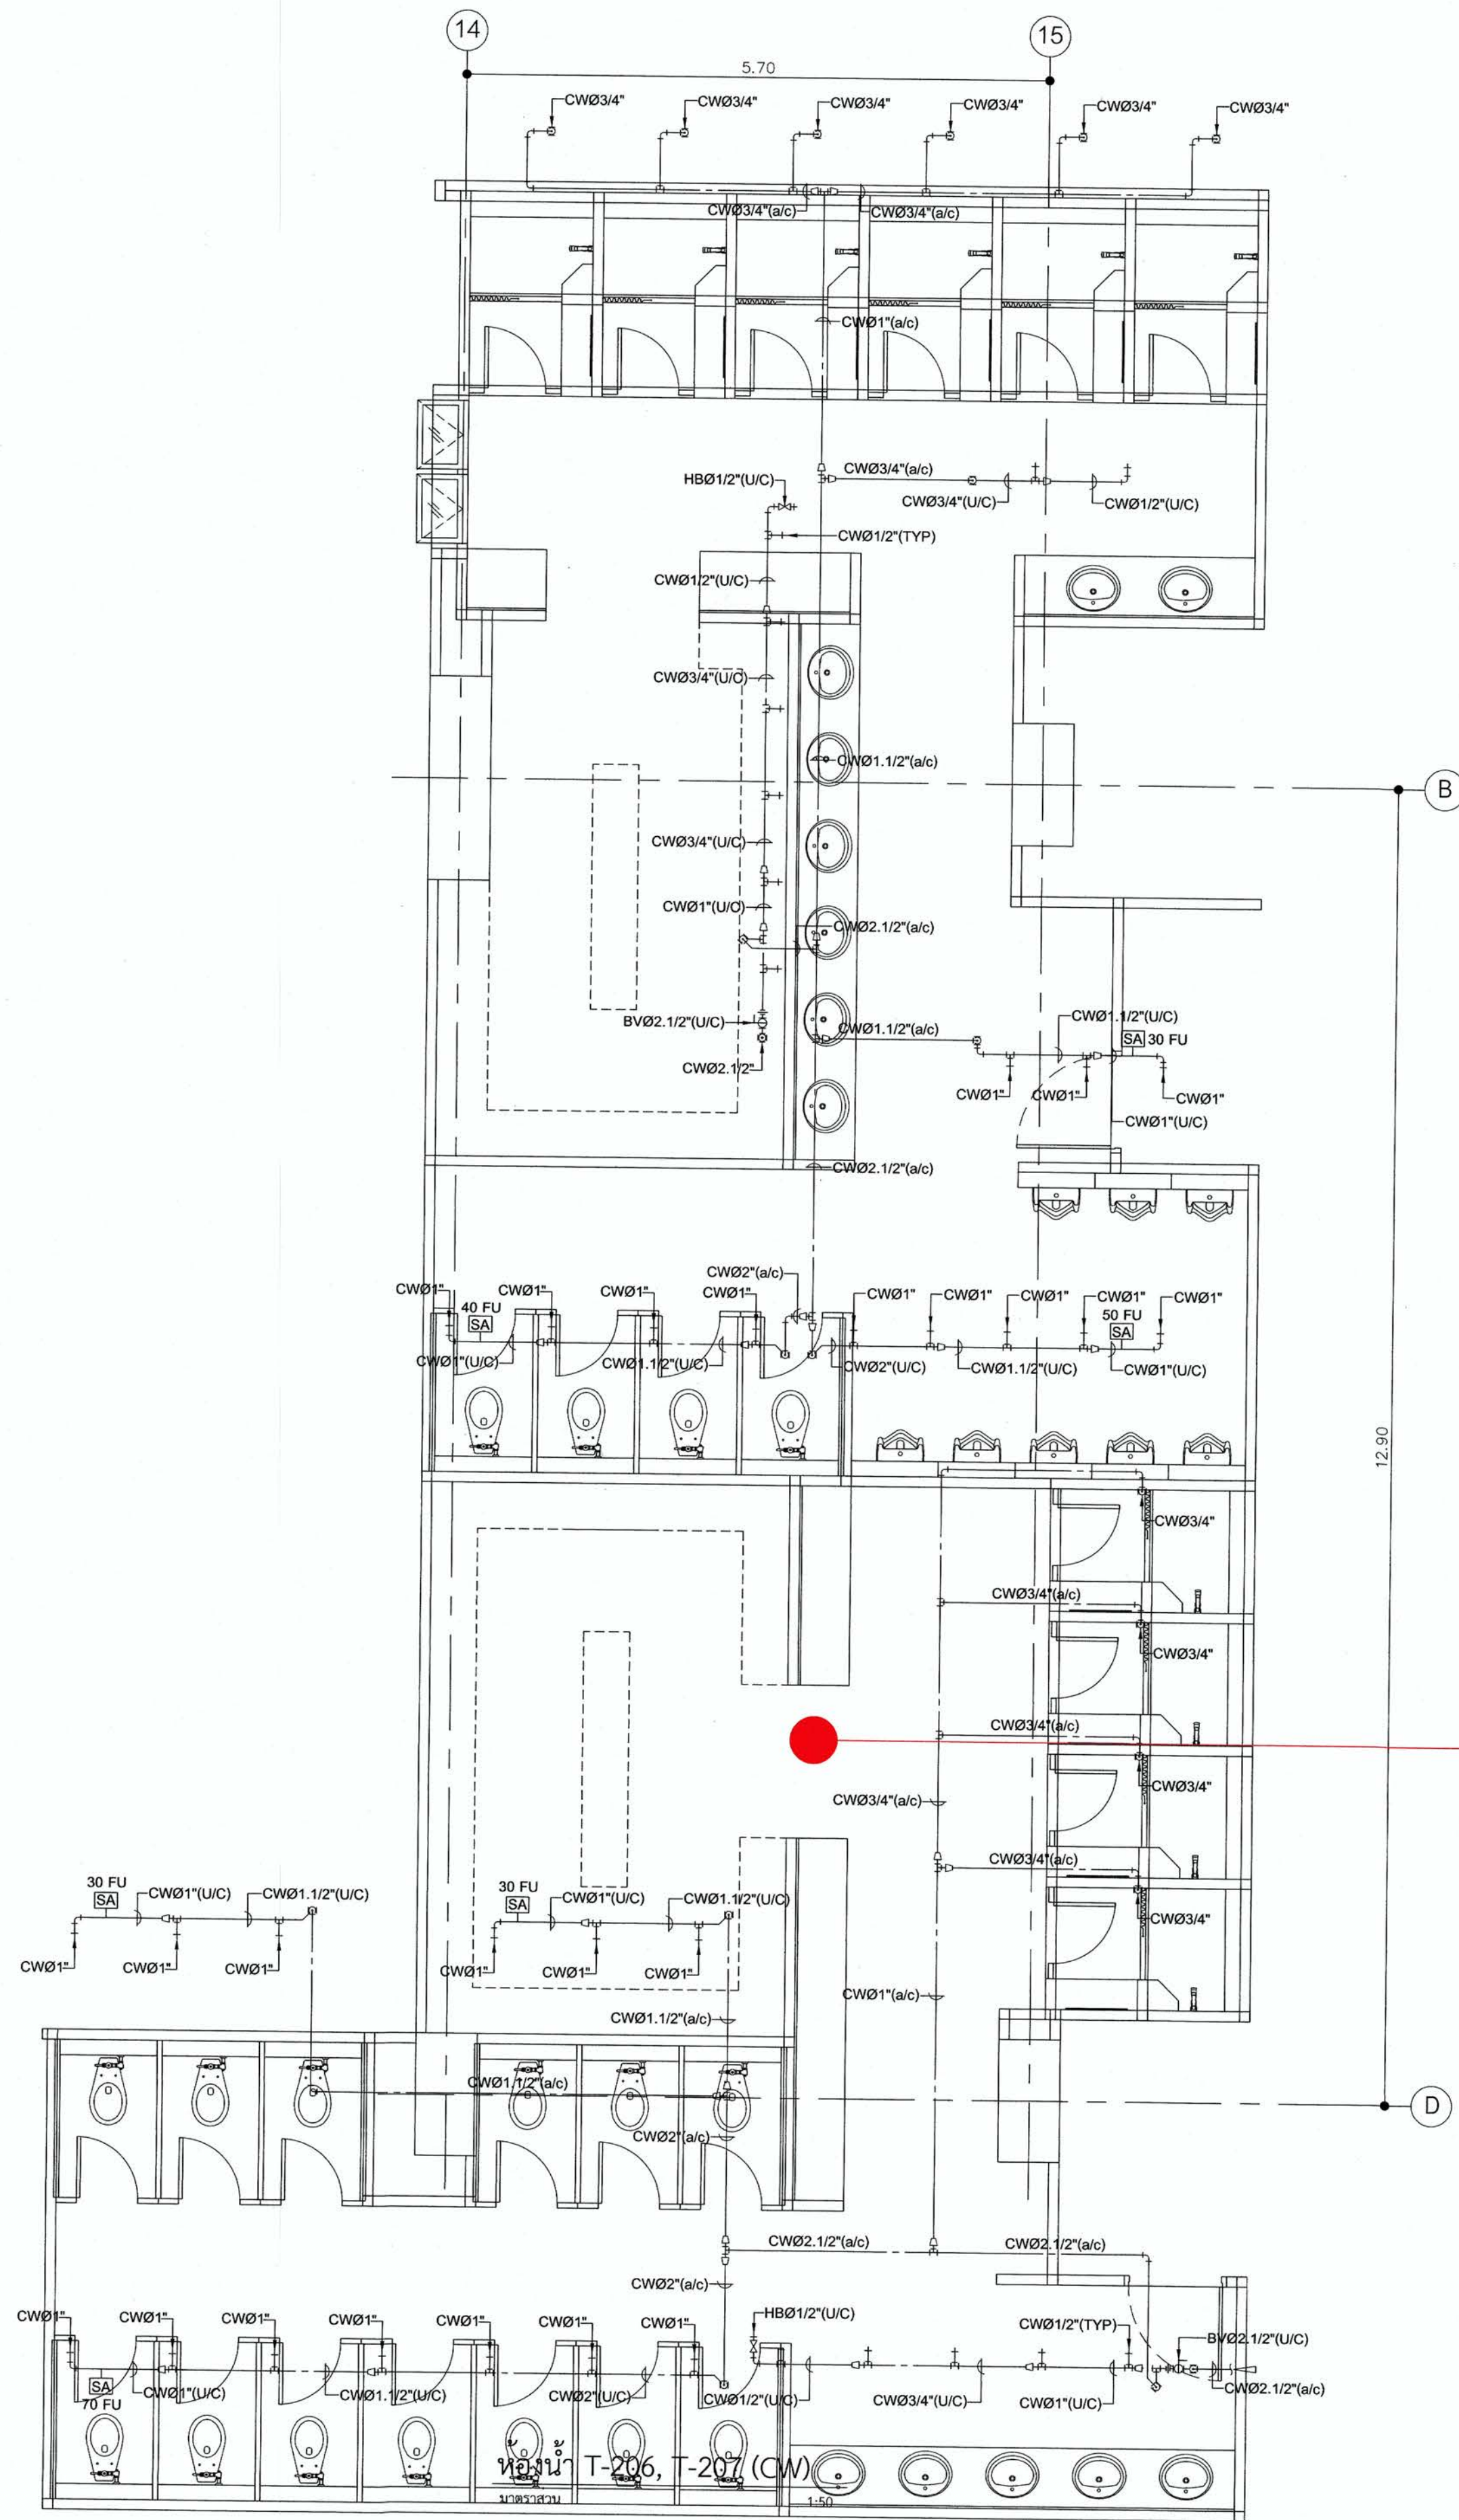 14
15
5.70
CWØ3/4" CWØ3/4" CWØ3/4" CWØ3/4" CWØ3/4" CWØ3/4"
CWØ3/4"(a/c) CWØ3/4"(a/c)
CWØ1"(a/c)
CWØ3/4"(a/c)
HBØ1/2"(U/C)
CWØ3/4"(U/C) CWØ1/2"(U/C)
CWØ1/2"(TYP)
CWØ1/2"(U/C)
CWØ3/4"(U/C)
CWØ1.1/2"(a/c)
B
CWØ3/4"(U/C)
CWØ1"(U/C)
CWØ2.1/2"(a/c)
BVØ2.1/2"(U/C)
CWØ1.1/2"(a/c)
CWØ1.1/2"(U/C)
SA 30 FU
CWØ2.1/2"
CWØ1" CWØ1" CWØ1"
CWØ1"(U/C)
CWØ2.1/2"(a/c)
CWØ2"(a/c)
CWØ1" CWØ1" CWØ1" CWØ1" CWØ1" CWØ1" CWØ1" CWØ1" CWØ1"
40 FU
SA
50 FU
SA
CWØ1"(U/C) CWØ1.1/2"(U/C) CWØ2"(U/C) CWØ1.1/2"(U/C) CWØ1"(U/C)
12.90
CWØ3/4"
CWØ3/4"(a/c)
CWØ3/4"
CWØ3/4"(a/c)
CWØ3/4"
CWØ3/4"(a/c)
CWØ3/4"(a/c)
CWØ3/4"
30 FU
SA
CWØ1"(U/C) CWØ1.1/2"(U/C)
30 FU
SA
CWØ1"(U/C) CWØ1.1/2"(U/C)
CWØ1" CWØ1" CWØ1" CWØ1" CWØ1" CWØ1"
CWØ1"(a/c)
CWØ1.1/2"(a/c)
CWØ1.1/2"(a/c)
D
CWØ2"(a/c)
CWØ2.1/2"(a/c) CWØ2.1/2"(a/c)
CWØ2"(a/c)
CWØ1" CWØ1" CWØ1" CWØ1" CWØ1" CWØ1" CWØ1"
HBØ1/2"(U/C)
CWØ1/2"(TYP)
BVØ2.1/2"(U/C)
SA
70 FU
CWØ1"(U/C) CWØ1.1/2"(U/C) CWØ2"(U/C) CWØ1/2"(U/C) CWØ3/4"(U/C) CWØ1"(U/C) CWØ2.1/2"(a/c)
ห้องน้ำ T-206, T-207 (CW)
มาตราส่วน 1:50